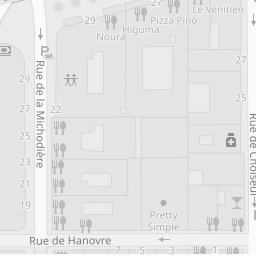 29
Pizza Pino
Le Vénitien
Higuma
Noura
27
27
P
29
Rue de la Michodière
25
25
22
23
Rue de Choiseul
21
22
19
Pretty
Simple
Rue de Hanovre
7
5
3
1